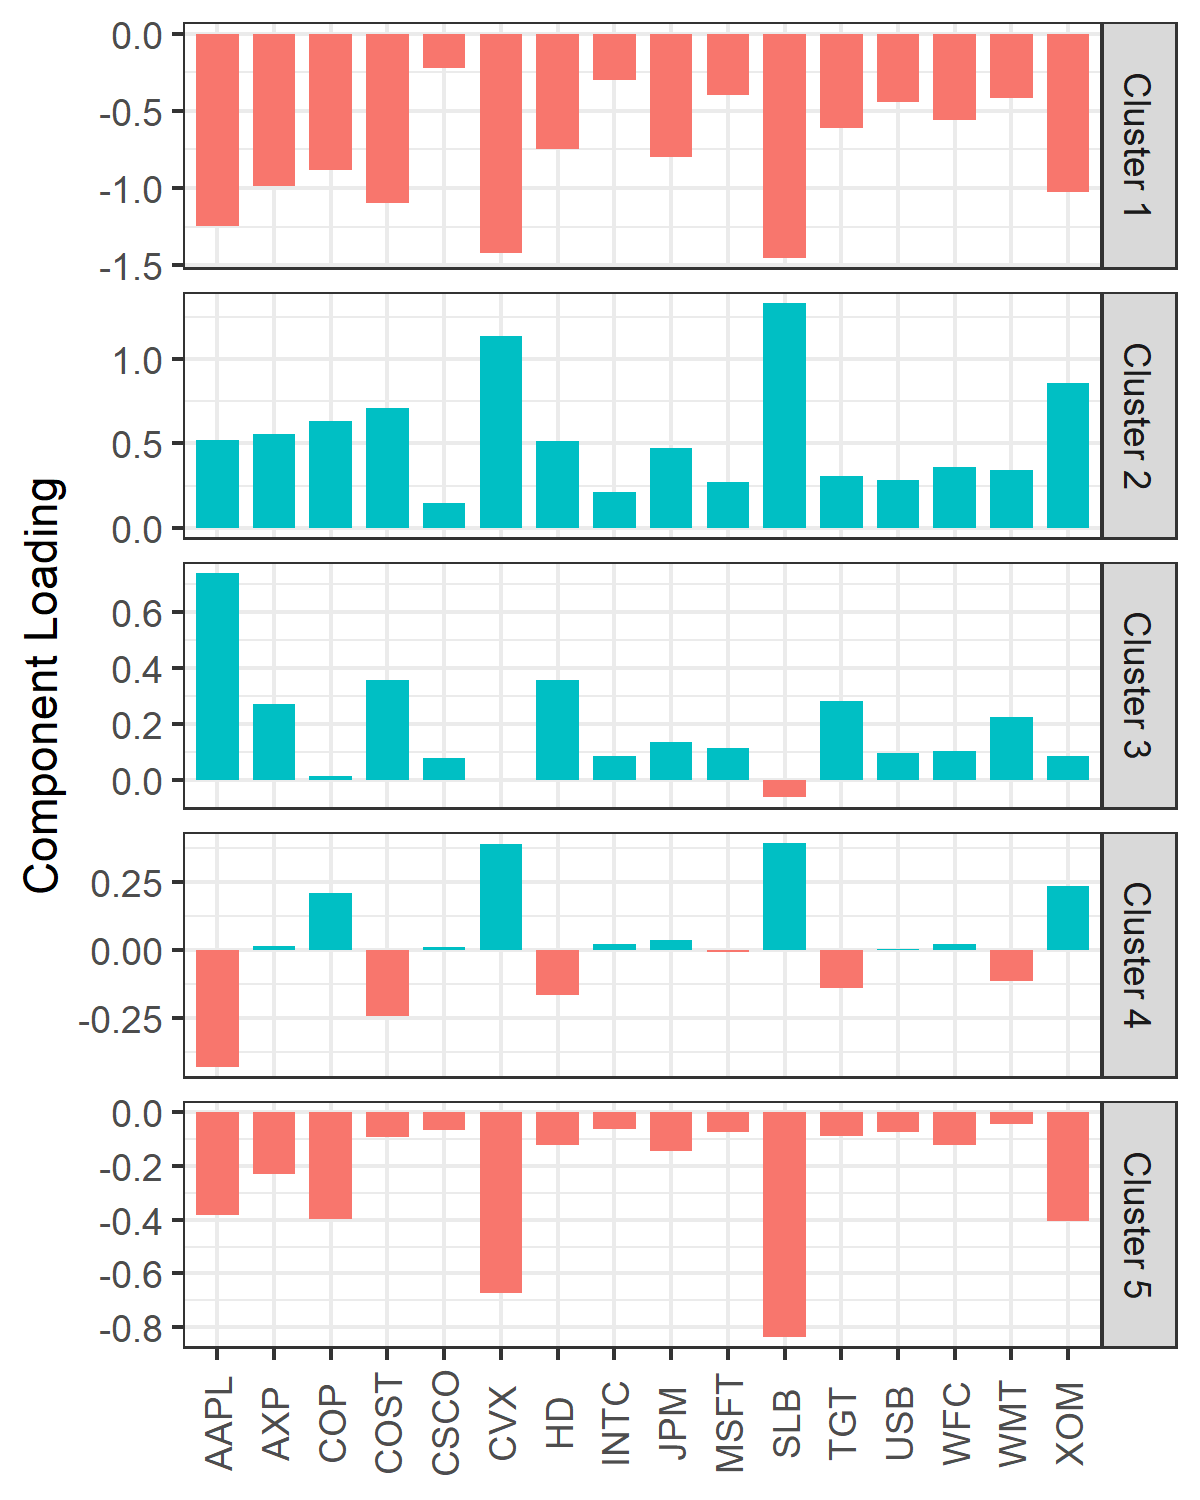 Component Loading
0.0
-0.5
-1.0
-1.5
Cluster 1
1.0
0.5
0.0
Cluster 2
0.6
0.4
0.2
0.0
Cluster 3
0.25
0.00
-0.25
Cluster 4
0.0
-0.2
-0.4
-0.6
-0.8
Cluster 5
AAPL
AXP
COP
COST
CSCO
CVX
HD
INTC
JPM
MSFT
SLB
TGT
USB
WFC
WMT
XOM